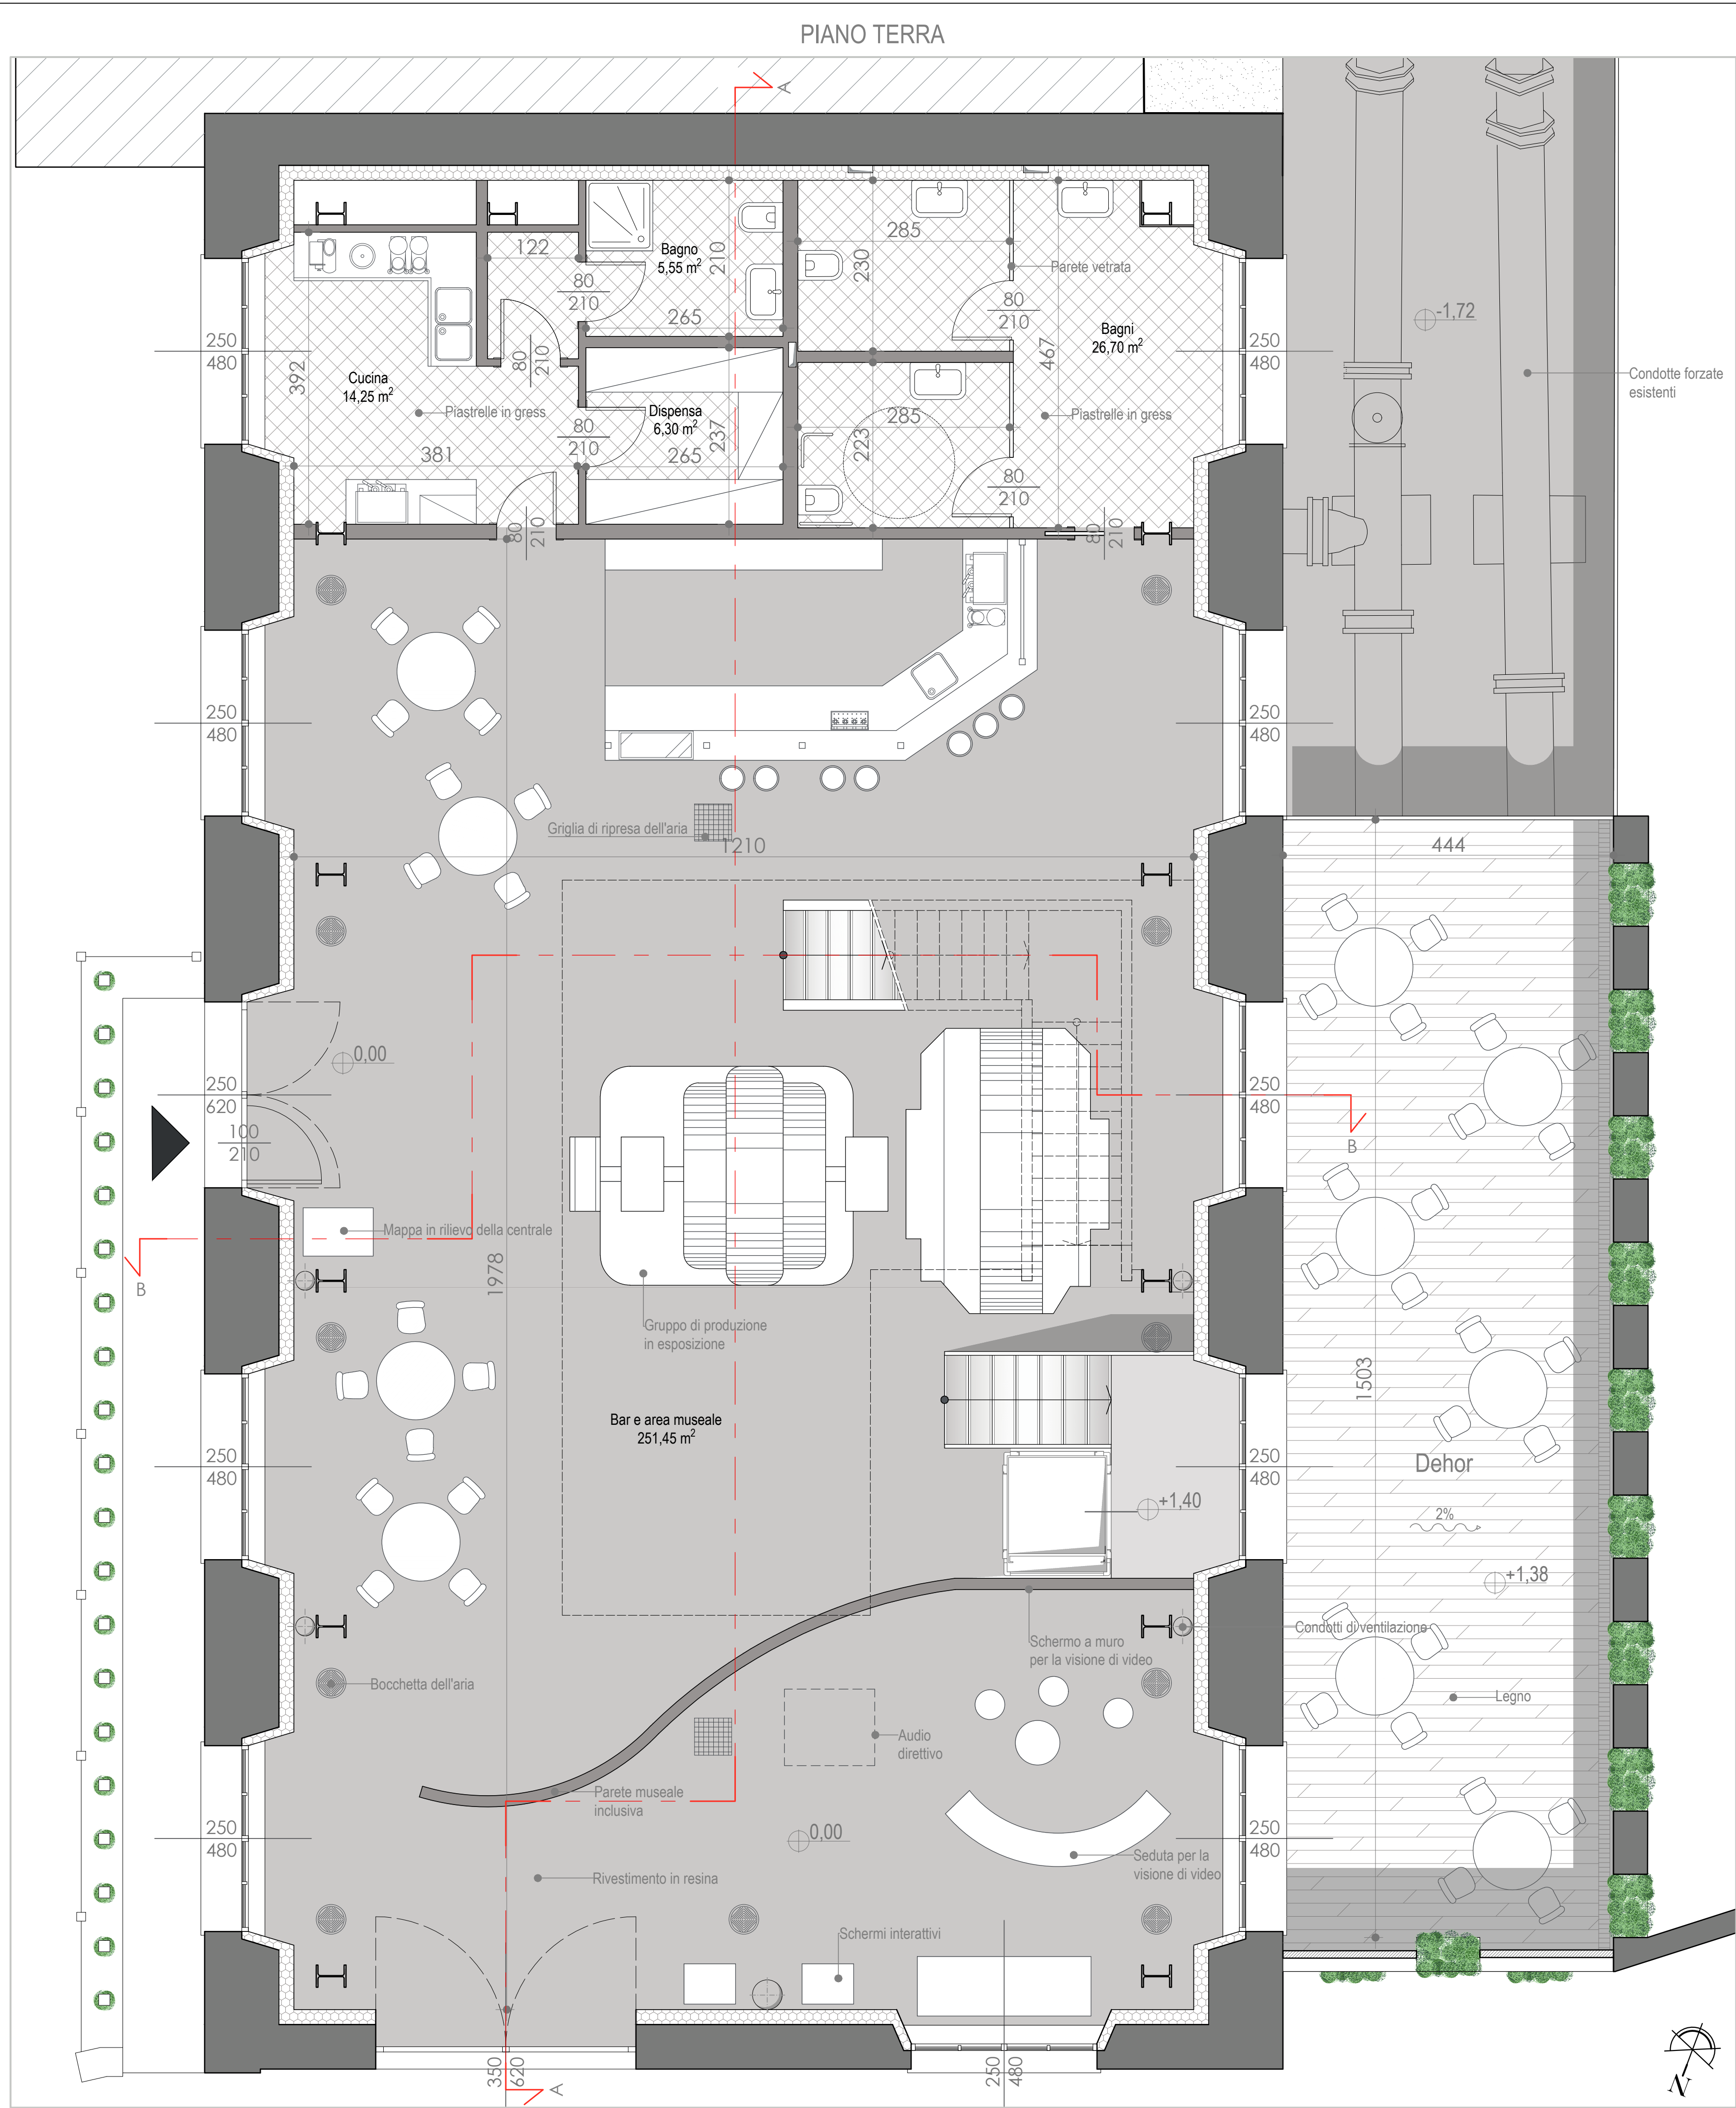 PIANO TERRA
A
122
Bagno
5,55 m²
210
285
230
Parete vetrata
80
210
80
210
265
80
210
Bagni
26,70 m²
-1,72
250
480
392
80
210
467
250
480
Cucina
14,25 m²
Piastrelle in gress
Dispensa
6,30 m²
237
80
210
285
223
Piastrelle in gress
Condotte forzate
esistenti
381
265
80
210
80
210
80
210
250
480
250
480
Griglia di ripresa dell'aria
1210
444
0,00
250
620
100
210
250
480
B
Mappa in rilievo della centrale
B
1978
Gruppo di produzione
in esposizione
1503
Bar e area museale
251,45 m²
250
480
250
480
Dehor
+1,40
2%
+1,38
Schermo a muro
per la visione di video
Condotti di ventilazione
Bocchetta dell'aria
Legno
Audio
direttivo
Parete museale
inclusiva
0,00
250
480
250
480
Seduta per la
visione di video
Rivestimento in resina
Schermi interattivi
350
620
250
480
A
N